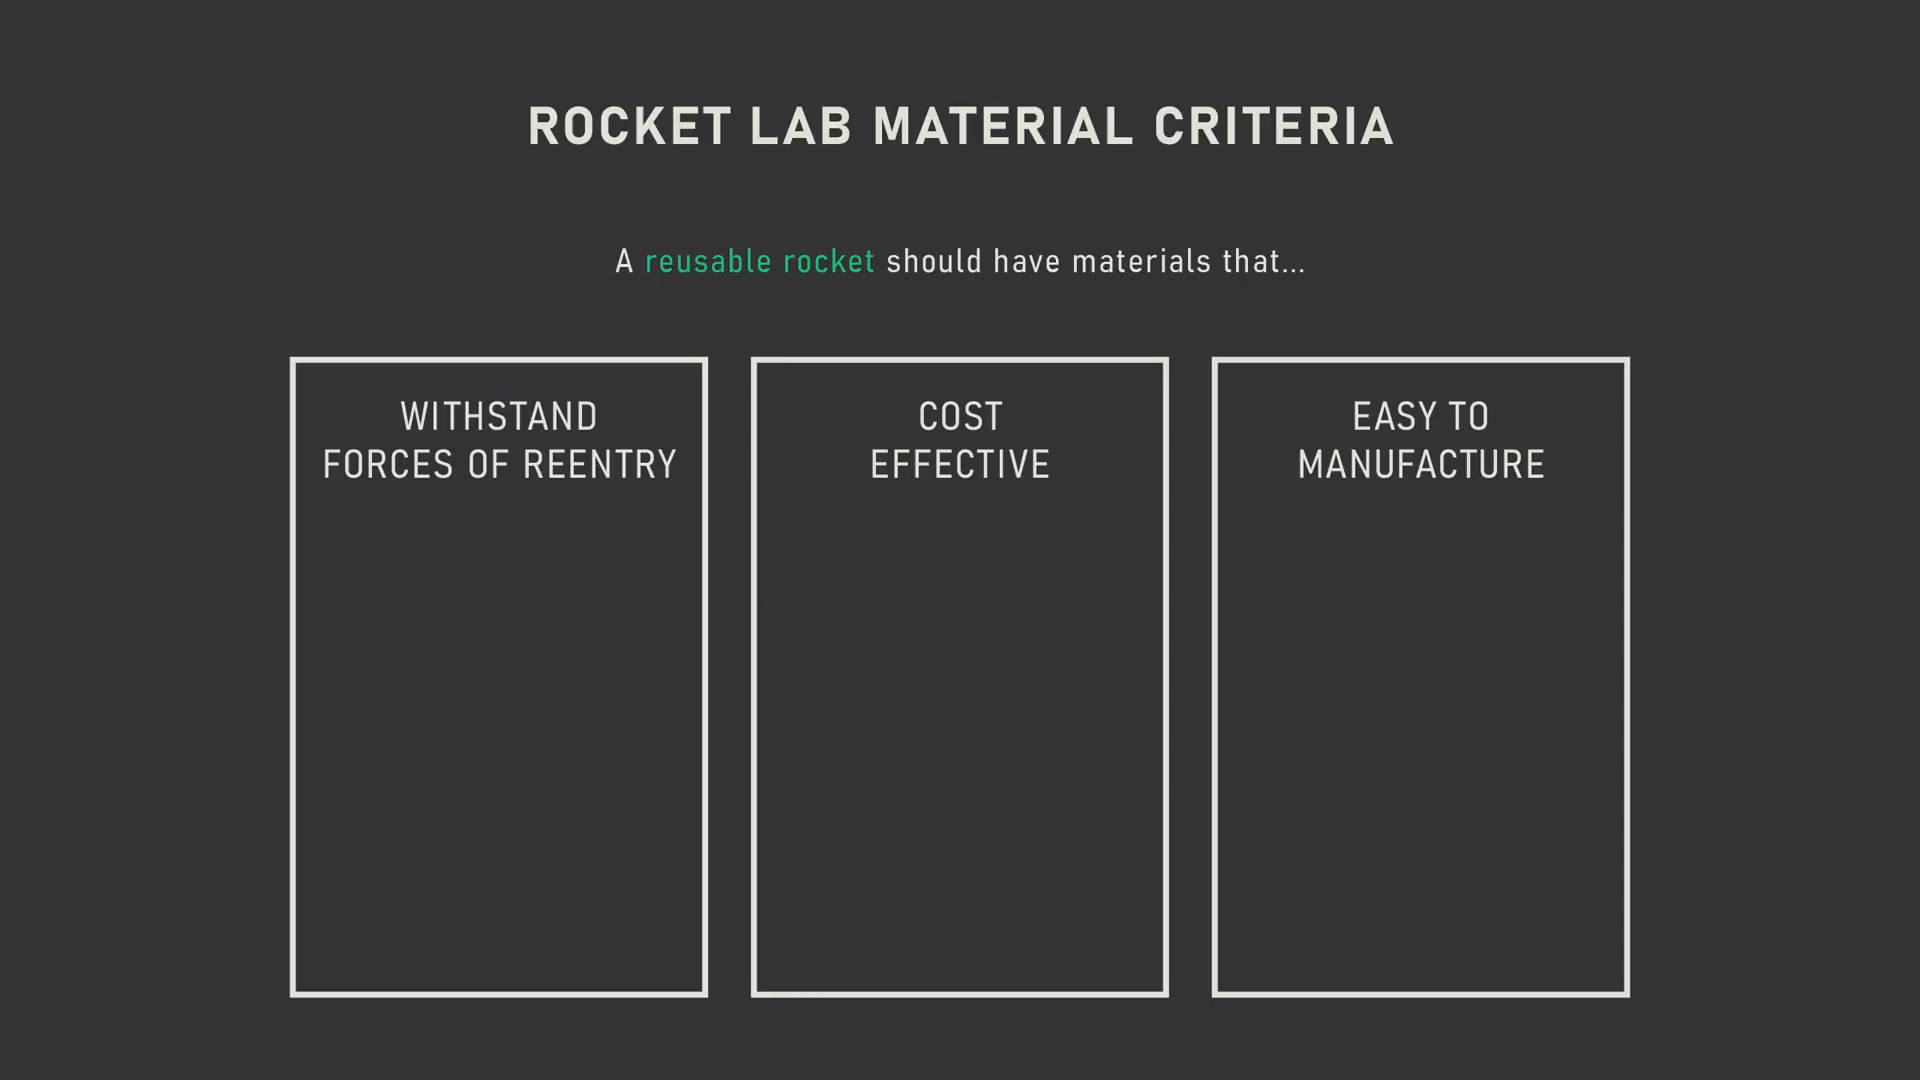 ROCKET LAB MATERIAL CRITERIA
A reusable rocket should have materials that...
WITHSTAND
FORCES OF REENTRY
COST
EFFECTIVE
EASY TO
MANUFACTURE